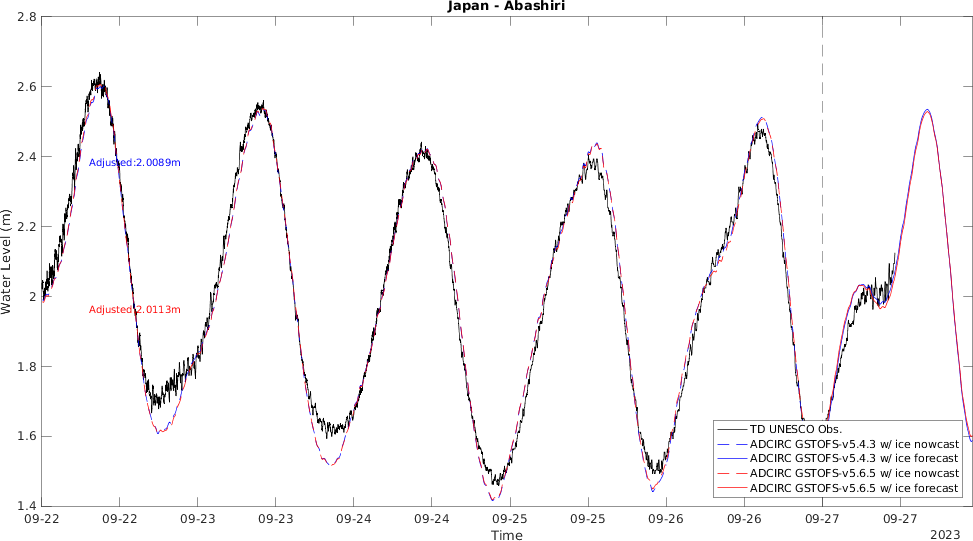 Japan - Abashiri
2.8
2.6
2.4
2.2
2
1.8
1.6
1.4
Water Level (m)
Adjusted:2.0089m
Adjusted:2.0113m
TD UNESCO Obs.
ADCIRC GSTOFS-v5.4.3 w/ ice nowcast
ADCIRC GSTOFS-v5.4.3 w/ ice forecast
ADCIRC GSTOFS-v5.6.5 w/ ice nowcast
ADCIRC GSTOFS-v5.6.5 w/ ice forecast
09-22 09-22 09-23 09-23 09-24 09-24 09-25 09-25 09-26 09-26 09-27 09-27
Time
2023